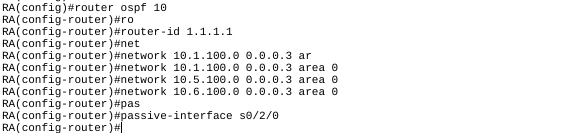 RA(config)#router ospf 10
RA(config-router)#ro
RA(config-router)#router-id 1.1.1.1
RA(config-router)#net
RA(config-router)#network 10.1.100.0 0.0.0.3 ar
RA(config-router)#network 10.1.100.0 0.0.0.3 area 0
RA(config-router)#network 10.5.100.0 0.0.0.3 area 0
RA(config-router)#network 10.6.100.0 0.0.0.3 area 0
RA(config-router)#pas
RA(config-router)#passive-interface s0/2/0
RA(config-router)#